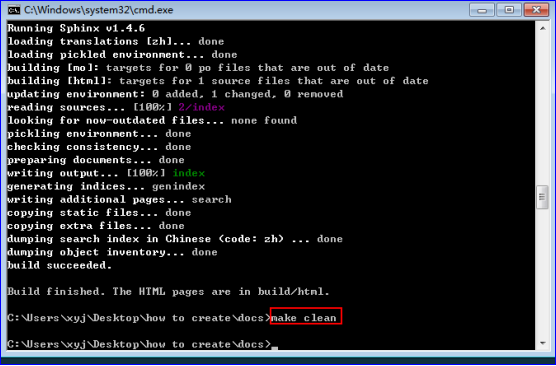 C:\Windows\system32\cmd.exe
Running Sphinx v1.4.6
loading translations [zh]... done
loading pickled environment... done
building [mo]: targets for 0 po files that are out of date
building [html]: targets for 1 source files that are out of date
updating environment: 0 added, 1 changed, 0 removed
reading sources... [100%] 2/index
looking for now-outdated files... none found
pickling environment... done
checking consistency... done
preparing documents... done
writing output... [100%] index
generating indices... genindex
writing additional pages... search
copying static files... done
copying extra files... done
dumping search index in Chinese (code: zh) ... done
dumping object inventory... done
build succeeded.
Build finished. The HTML pages are in build/html.
C:\Users\xyj\Desktop\how to create\docs>make clean
C:\Users\xyj\Desktop\how to create\docs>